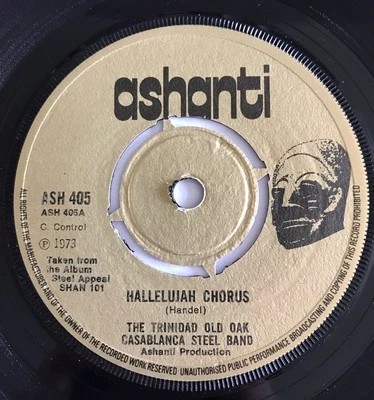 ashanti
ASH 405
ASH 405A
C. Control
Ⓟ 1973
Taken from
the Album
Steel Appeal
SHAN 101
HALLELUJAH CHORUS
(Handel)
THE TRINIDAD OLD OAK
CASABLANCA STEEL BAND
Ashanti Production
ALL RIGHTS OF THE MANUFACTURER AND OF THE OWNER OF THE RECORDED WORK RESERVED UNAUTHORISED PUBLIC PERFORMANCE BROADCASTING AND COPYING OF THIS RECORD PROHIBITED